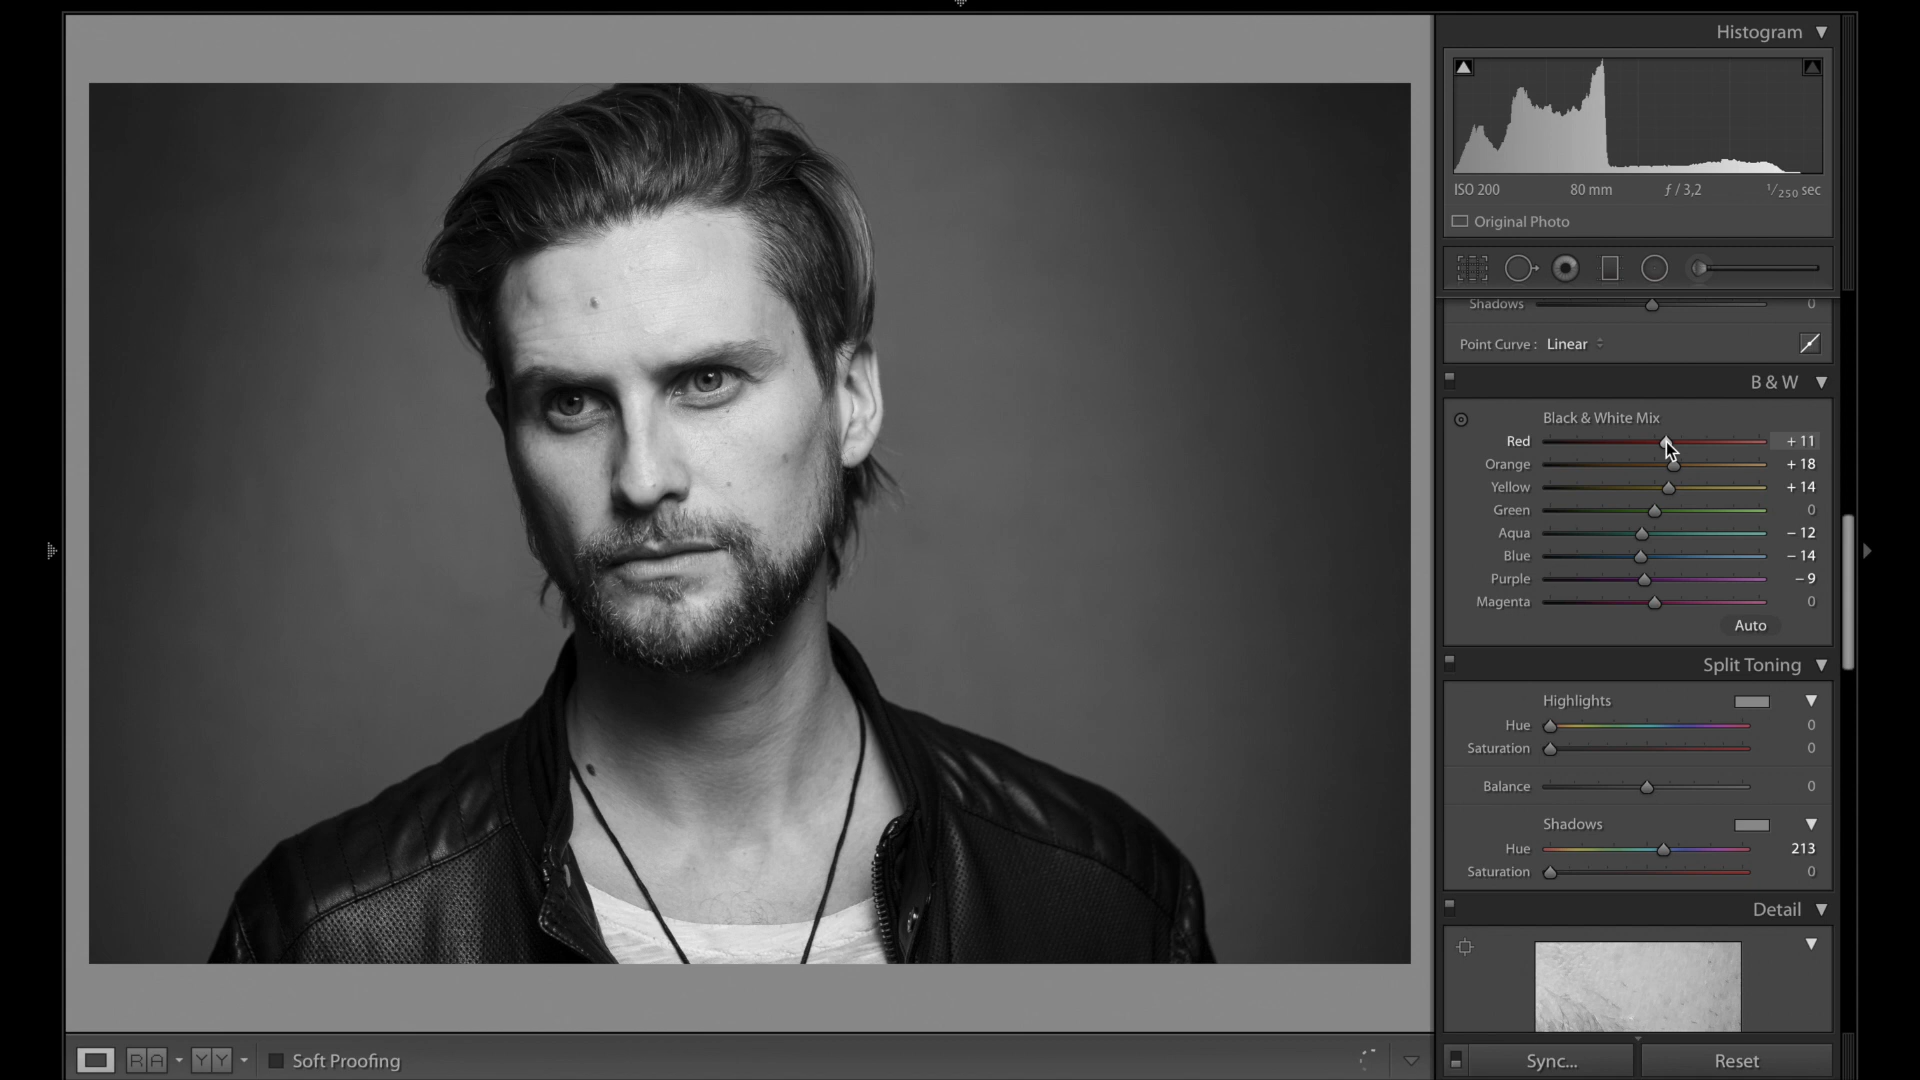 Histogram
ISO 200 80 mm ƒ / 3,2 1/250 sec
Original Photo
Shadows 0
Point Curve : Linear
B & W
Black & White Mix
Red + 11
Orange + 18
Yellow + 14
Green 0
Aqua − 12
Blue − 14
Purple − 9
Magenta 0
Auto
Split Toning
Highlights
Hue 0
Saturation 0
Balance 0
Shadows
Hue 213
Saturation 0
Detail
R A Y Y Soft Proofing
Sync... Reset